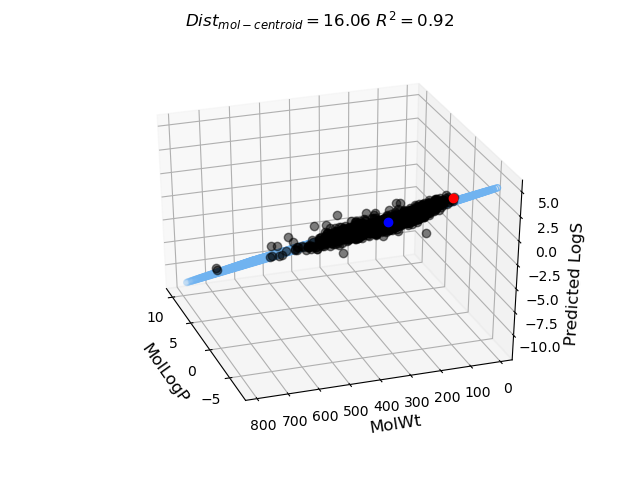 Dist_{mol-centroid} = 16.06 R^2 = 0.92
5.0
2.5
0.0
−2.5
−5.0
−7.5
−10.0
Predicted LogS
10
5
0
−5
MolLogP
800 700 600 500 400 300 200 100 0
MolWt